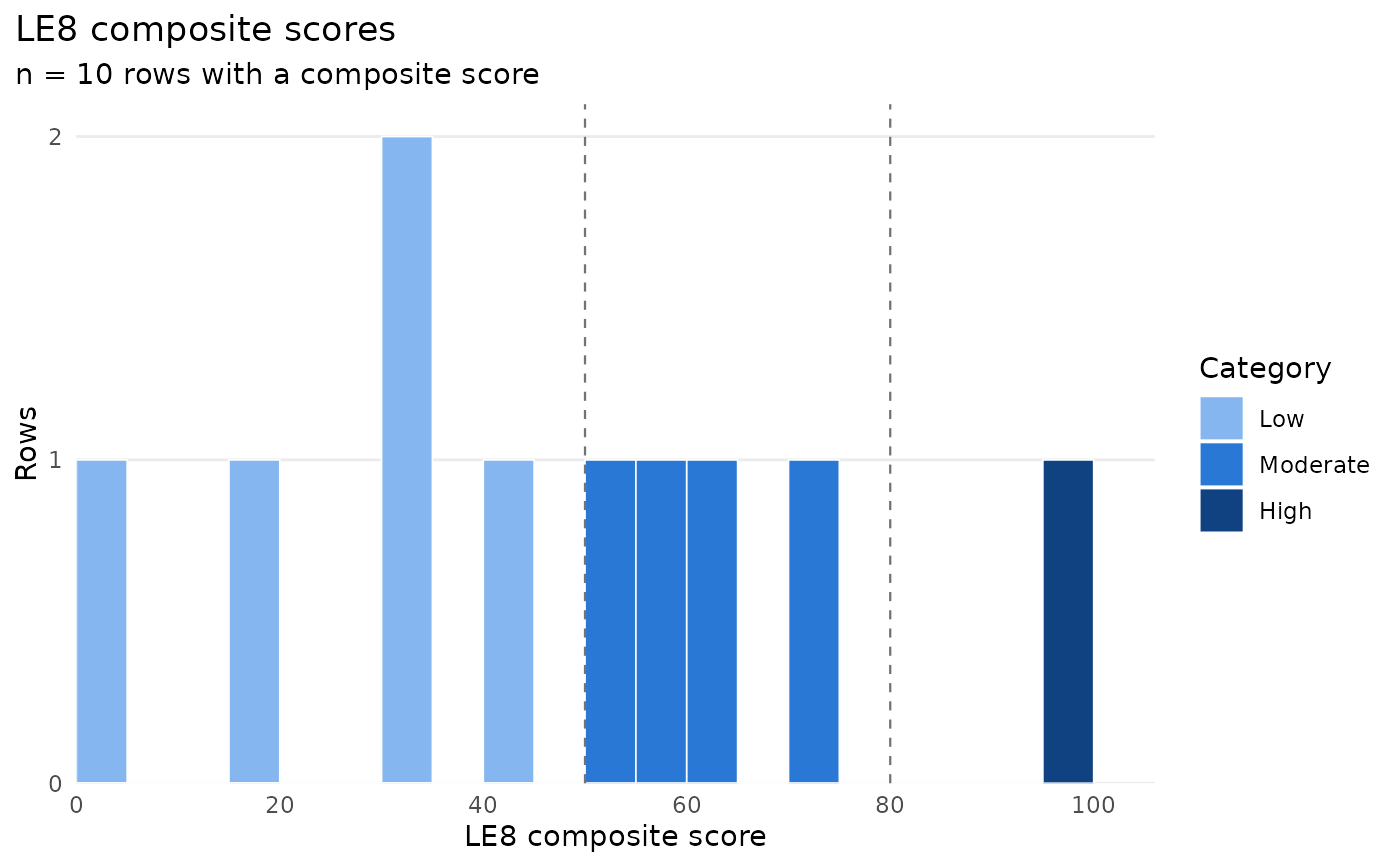 LE8 composite scores
n = 10 rows with a composite score
2
1
0
Rows
0 20 40 60 80 100
LE8 composite score
Category
Low
Moderate
High